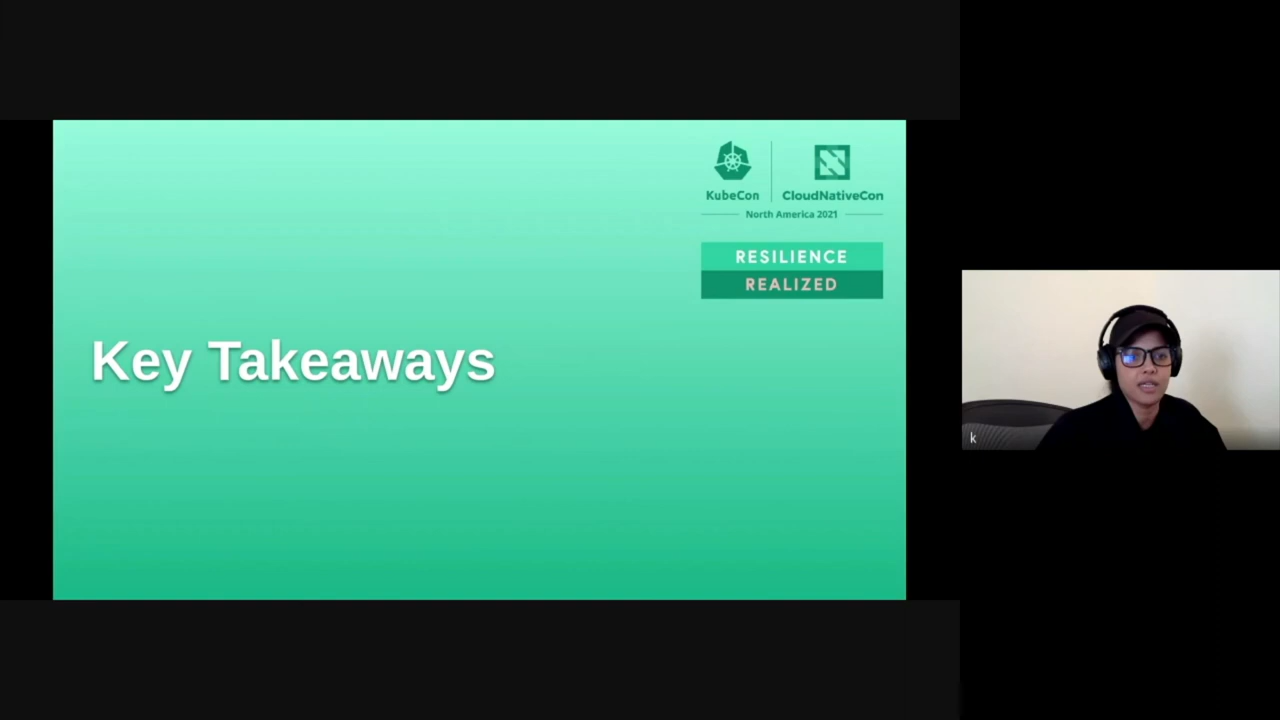 KubeCon
CloudNativeCon
North America 2021
RESILIENCE
REALIZED
Key Takeaways
k